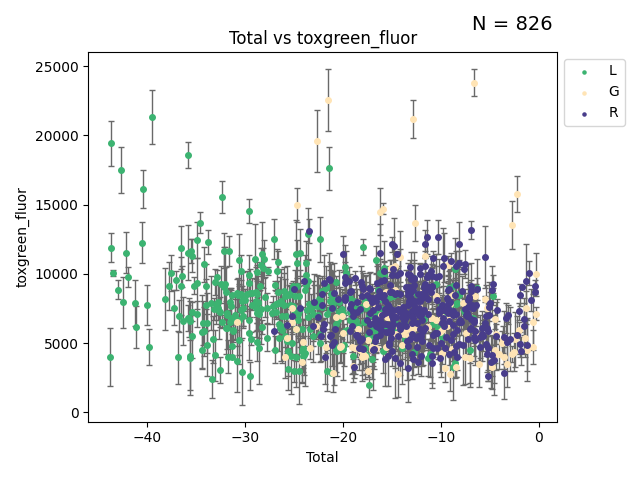 N = 826
Total vs toxgreen_fluor
25000
20000
15000
10000
5000
0
toxgreen_fluor
−40
−30
−20
−10
0
Total
L
G
R